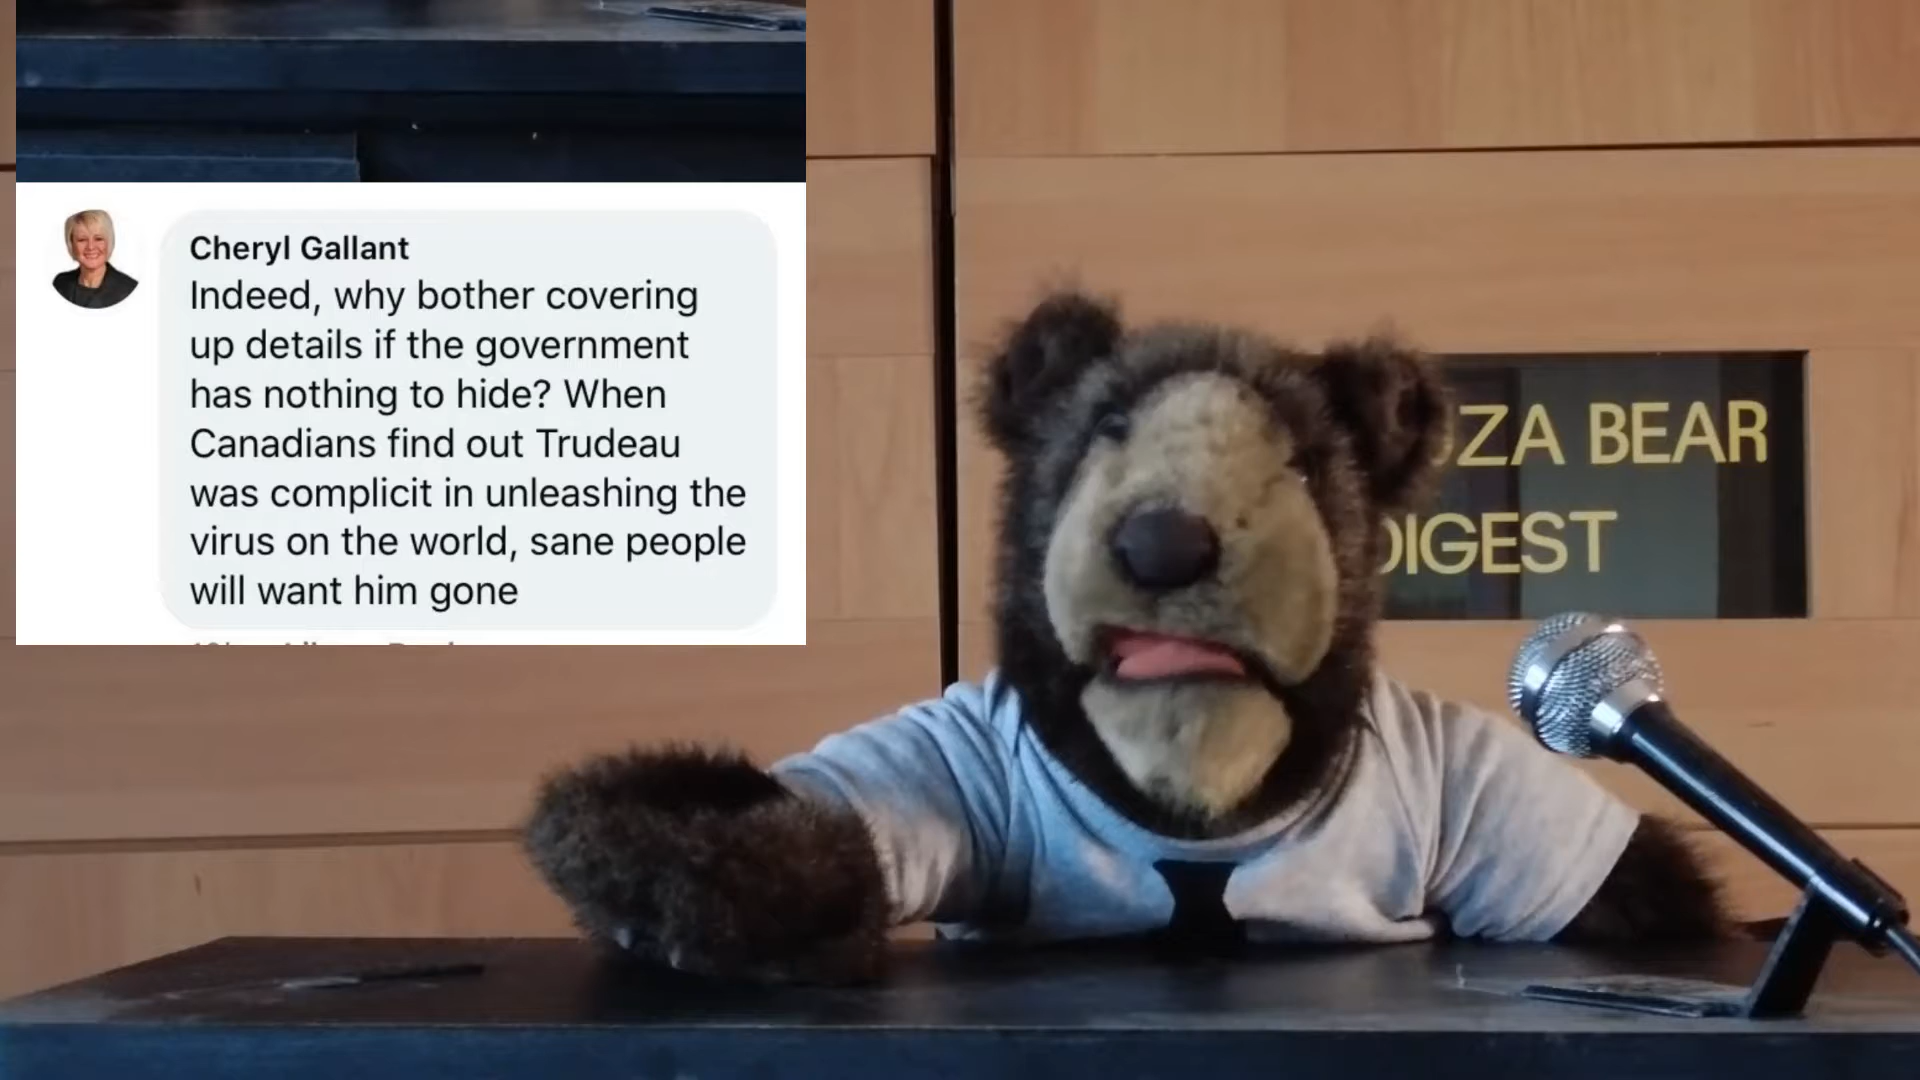 Cheryl Gallant
Indeed, why bother covering
up details if the government
has nothing to hide? When
Canadians find out Trudeau
was complicit in unleashing the
virus on the world, sane people
will want him gone
ZA BEAR
DIGEST